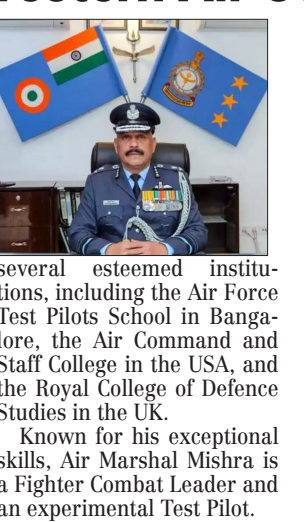 several esteemed institu-
tions, including the Air Force
Test Pilots School in Banga-
lore, the Air Command and
Staff College in the USA, and
the Royal College of Defence
Studies in the UK.
Known for his exceptional
skills, Air Marshal Mishra is
a Fighter Combat Leader and
an experimental Test Pilot.